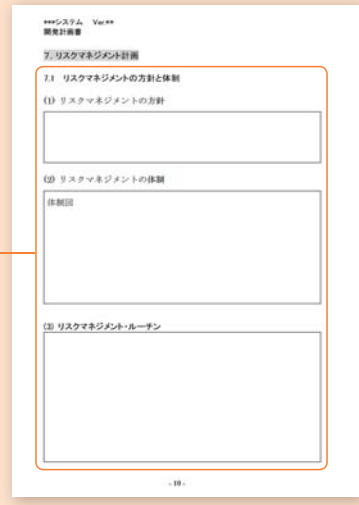 ***システム　Ver.**
開発計画書
7. リスクマネジメント計画
7.1　リスクマネジメントの方針と体制
(1) リスクマネジメントの方針
(2) リスクマネジメントの体制
体制図
(3) リスクマネジメント・ルーチン
- 10 -